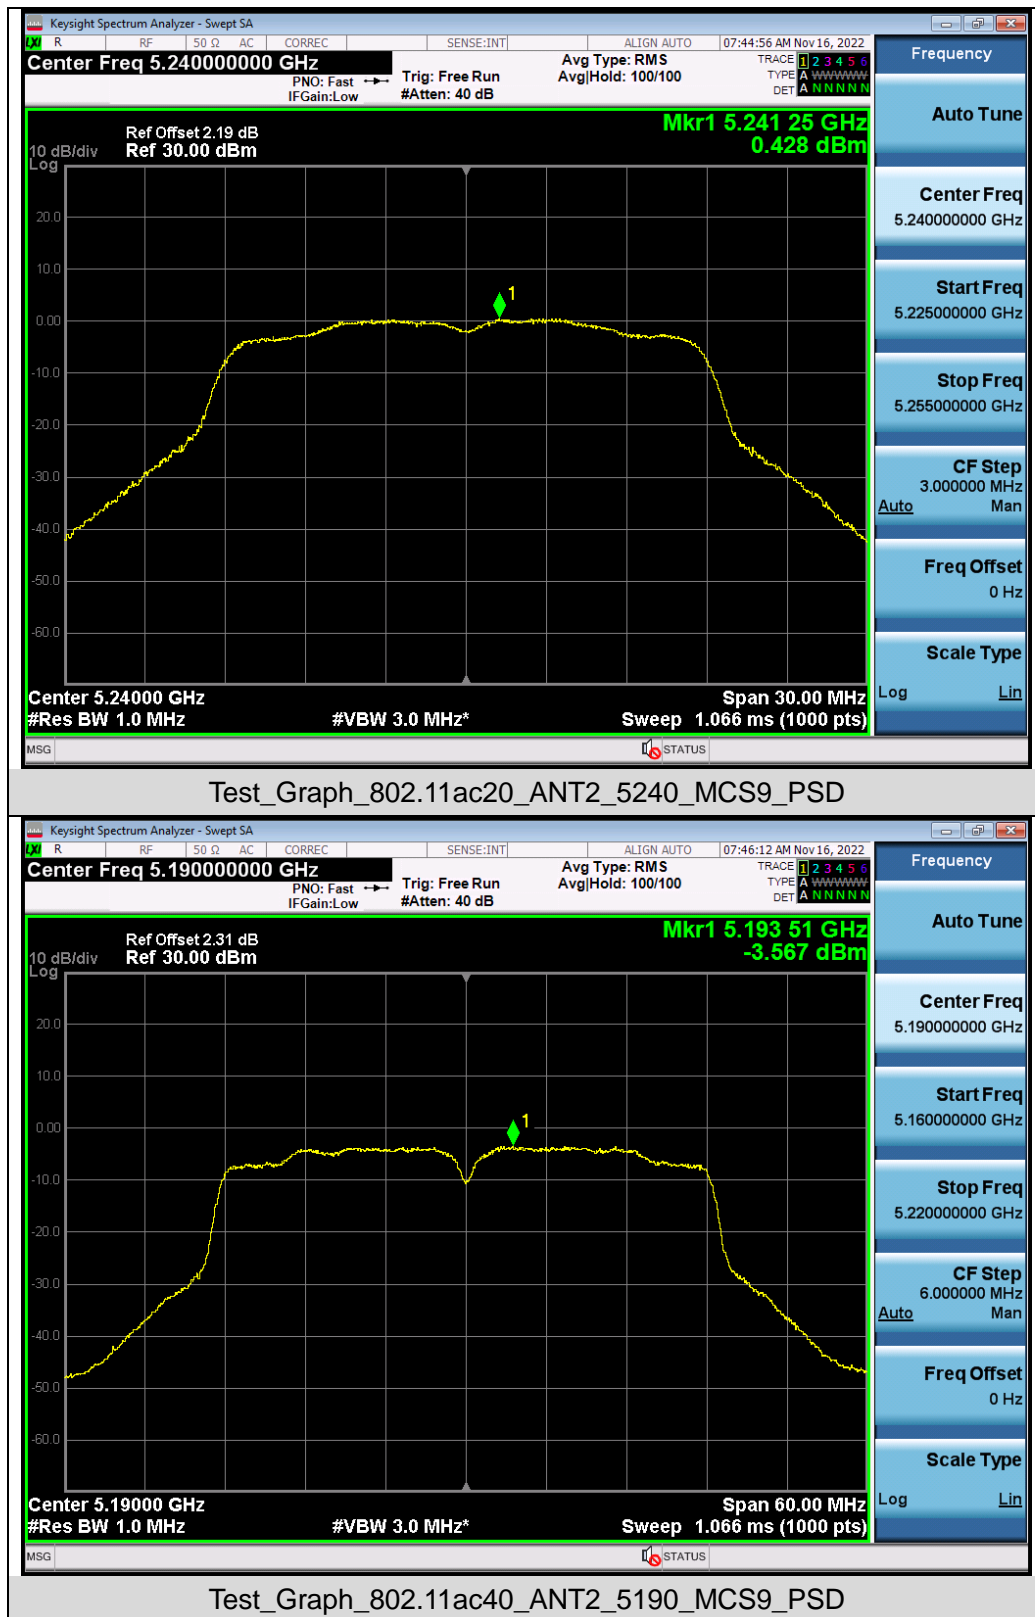 Keysight Spectrum Analyzer - Swept SA
LXI R RF 50 Ω AC CORREC SENSE:INT ALIGN AUTO 07:44:56 AM Nov 16, 2022
Center Freq 5.240000000 GHz
PNO: Fast
IFGain:Low
Trig: Free Run
#Atten: 40 dB
Avg Type: RMS
Avg|Hold: 100/100
TRACE 1 2 3 4 5 6
TYPE A WWWWW
DET A N N N N N
Ref Offset 2.19 dB
Ref 30.00 dBm
10 dB/div
Log
Mkr1 5.241 25 GHz
0.428 dBm
1
20.0
10.0
0.00
-10.0
-20.0
-30.0
-40.0
-50.0
-60.0
Center 5.24000 GHz
Span 30.00 MHz
#Res BW 1.0 MHz
#VBW 3.0 MHz*
Sweep 1.066 ms (1000 pts)
MSG
STATUS
Frequency
Auto Tune
Center Freq
5.240000000 GHz
Start Freq
5.225000000 GHz
Stop Freq
5.255000000 GHz
CF Step
3.000000 MHz
Auto Man
Freq Offset
0 Hz
Scale Type
Log Lin
Test_Graph_802.11ac20_ANT2_5240_MCS9_PSD
Keysight Spectrum Analyzer - Swept SA
LXI R RF 50 Ω AC CORREC SENSE:INT ALIGN AUTO 07:46:12 AM Nov 16, 2022
Center Freq 5.190000000 GHz
PNO: Fast
IFGain:Low
Trig: Free Run
#Atten: 40 dB
Avg Type: RMS
Avg|Hold: 100/100
TRACE 1 2 3 4 5 6
TYPE A WWWWW
DET A N N N N N
Ref Offset 2.31 dB
Ref 30.00 dBm
10 dB/div
Log
Mkr1 5.193 51 GHz
-3.567 dBm
1
20.0
10.0
0.00
-10.0
-20.0
-30.0
-40.0
-50.0
-60.0
Center 5.19000 GHz
Span 60.00 MHz
#Res BW 1.0 MHz
#VBW 3.0 MHz*
Sweep 1.066 ms (1000 pts)
MSG
STATUS
Frequency
Auto Tune
Center Freq
5.190000000 GHz
Start Freq
5.160000000 GHz
Stop Freq
5.220000000 GHz
CF Step
6.000000 MHz
Auto Man
Freq Offset
0 Hz
Scale Type
Log Lin
Test_Graph_802.11ac40_ANT2_5190_MCS9_PSD